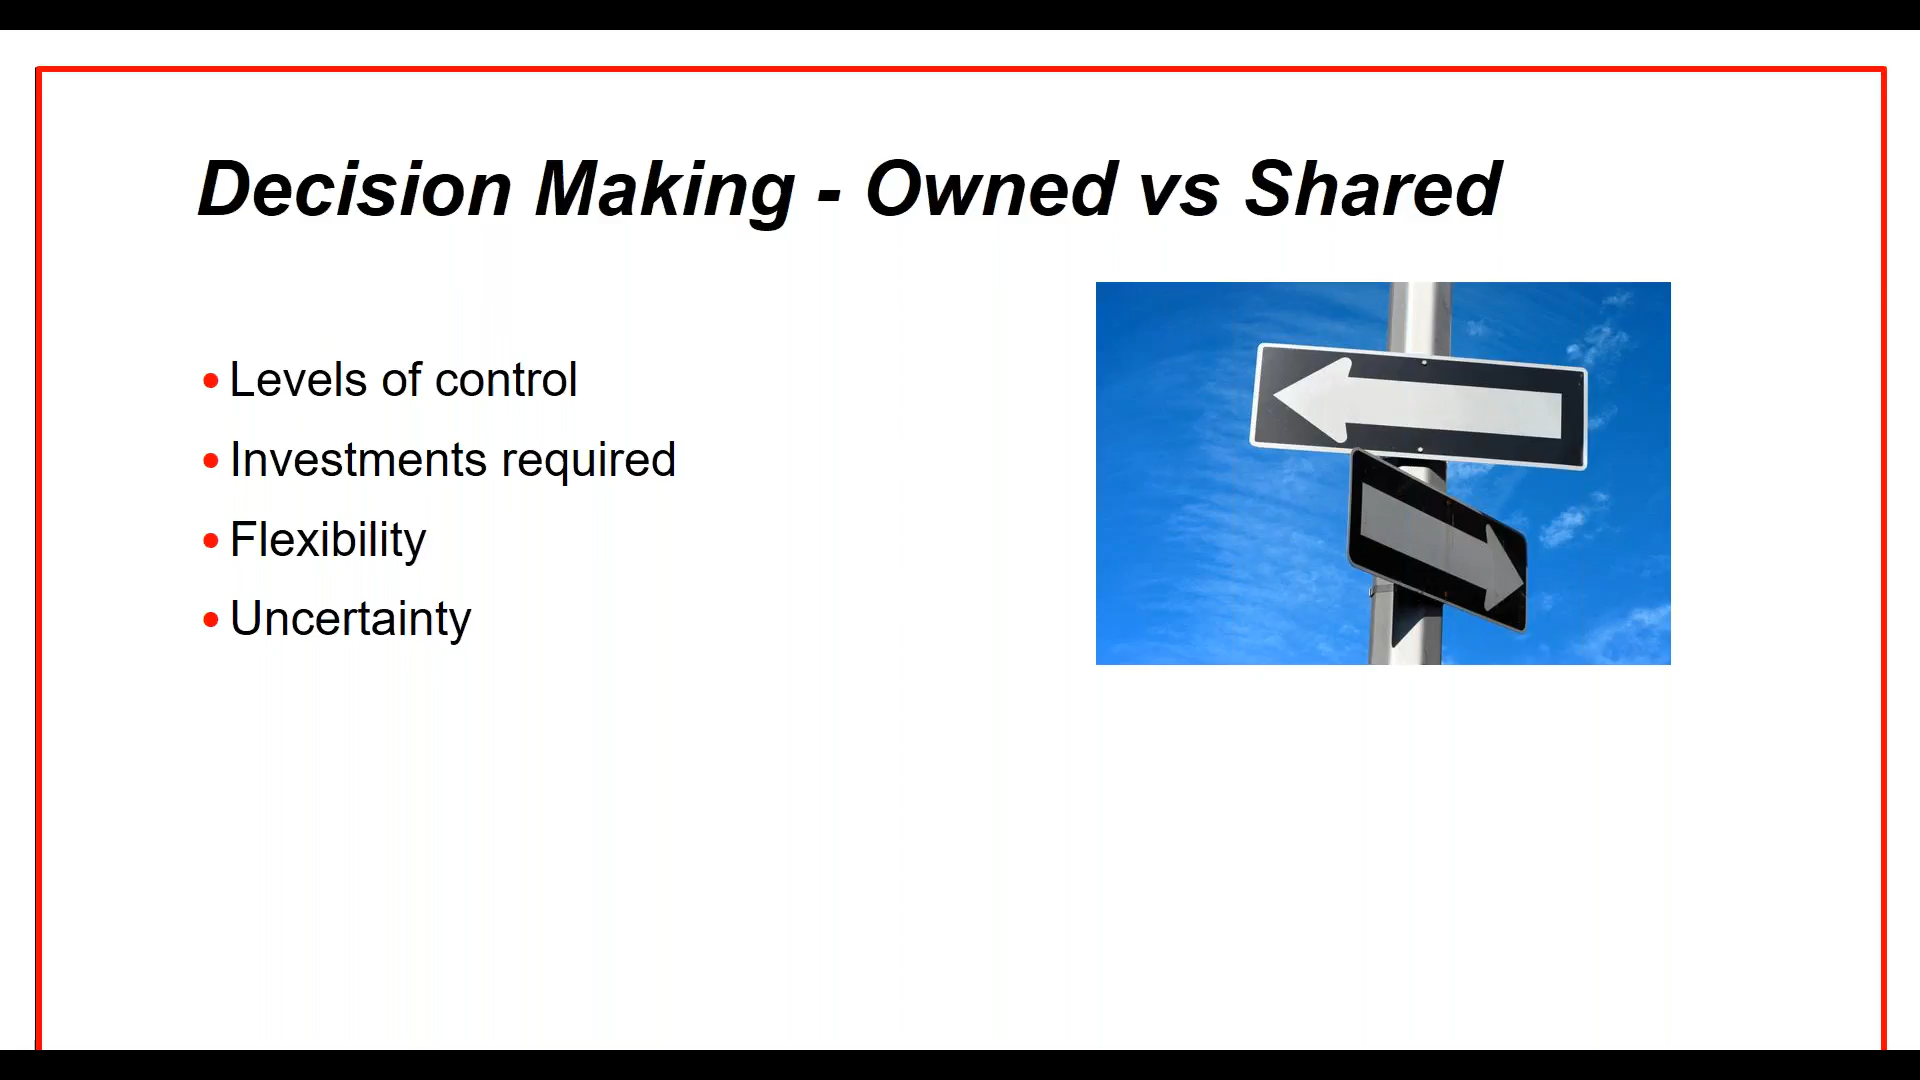 Decision Making - Owned vs Shared
• Levels of control
• Investments required
• Flexibility
• Uncertainty